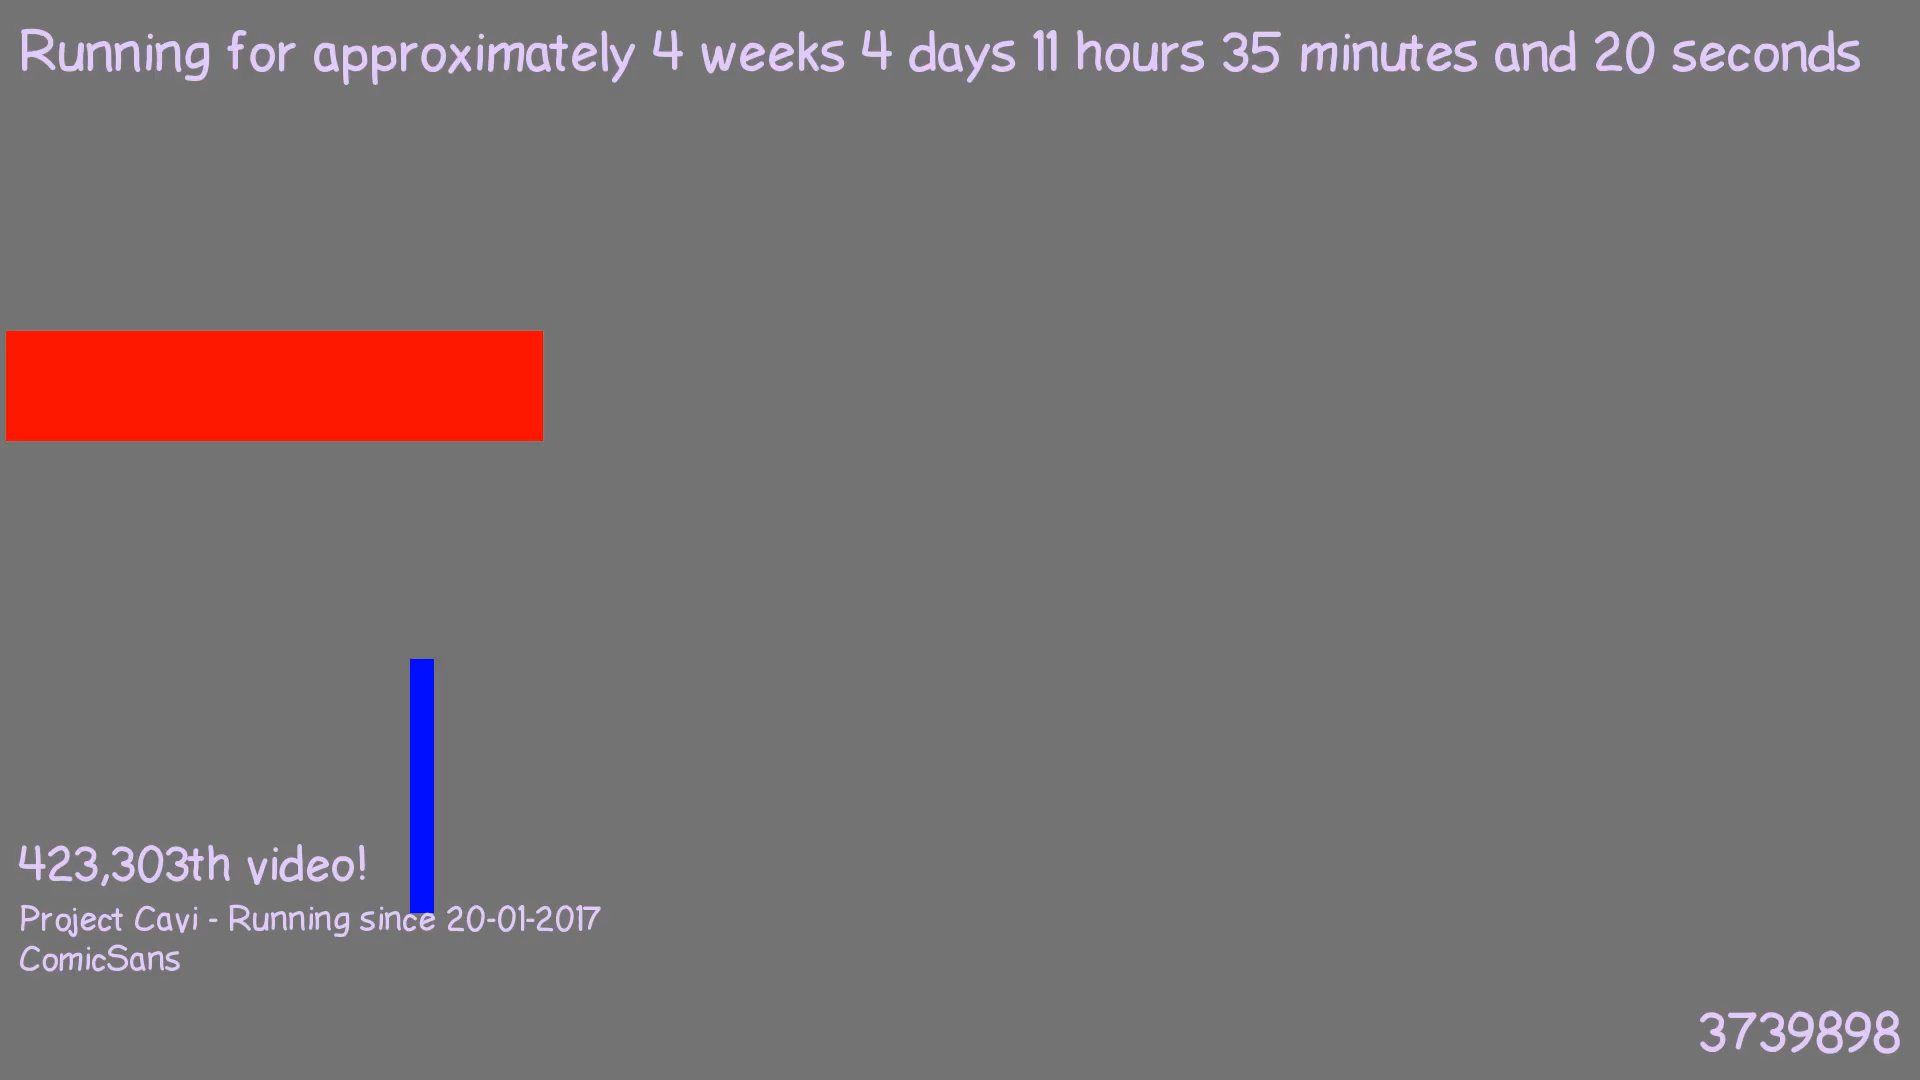 Running for approximately 4 weeks 4 days 11 hours 35 minutes and 20 seconds
423,303th video!
Project Cavi - Running since 20-01-2017
ComicSans
3739898